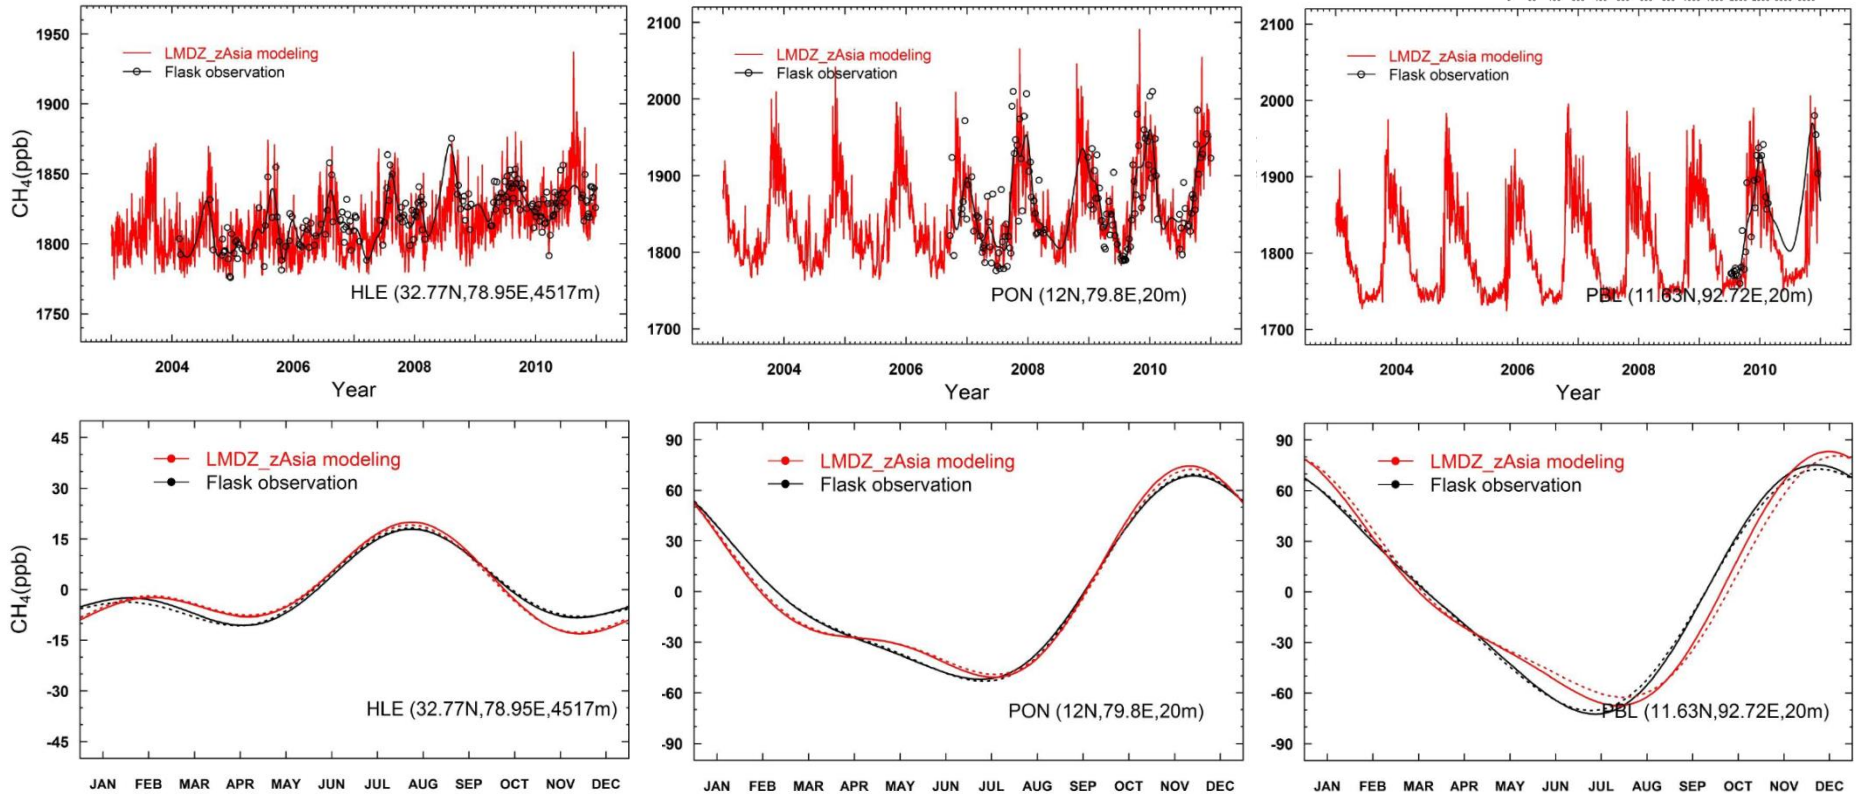 1950
1900
1850
1800
1750
CH₄(ppb)
LMDZ_zAsia modeling
Flask observation
HLE (32.77N,78.95E,4517m)
2004 2006 2008 2010
Year
2100
2000
1900
1800
1700
LMDZ_zAsia modeling
Flask observation
PON (12N,79.8E,20m)
2004 2006 2008 2010
Year
2100
2000
1900
1800
1700
LMDZ_zAsia modeling
Flask observation
PBL (11.63N,92.72E,20m)
2004 2006 2008 2010
Year
45
30
15
0
-15
-30
-45
CH₄(ppb)
LMDZ_zAsia modeling
Flask observation
HLE (32.77N,78.95E,4517m)
JAN FEB MAR APR MAY JUN JUL AUG SEP OCT NOV DEC
90
60
30
0
-30
-60
-90
LMDZ_zAsia modeling
Flask observation
PON (12N,79.8E,20m)
JAN FEB MAR APR MAY JUN JUL AUG SEP OCT NOV DEC
90
60
30
0
-30
-60
-90
LMDZ_zAsia modeling
Flask observation
PBL (11.63N,92.72E,20m)
JAN FEB MAR APR MAY JUN JUL AUG SEP OCT NOV DEC